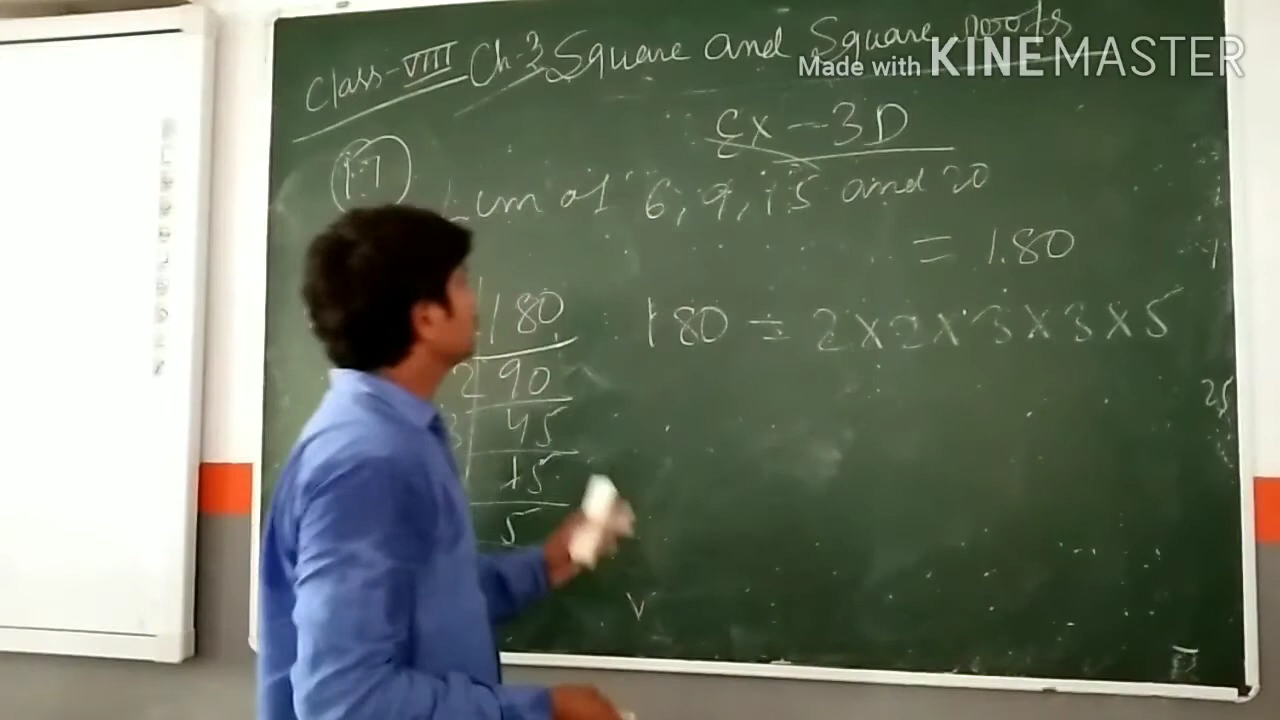 Class-VIII Ch-3 Square and Square roots
Made with KINEMASTER
Ex-3D
17
Lcm of 6, 9, 15 and 20
= 180
180 = 2x2x3x3x5
180
2 90
3 45
15
5
25